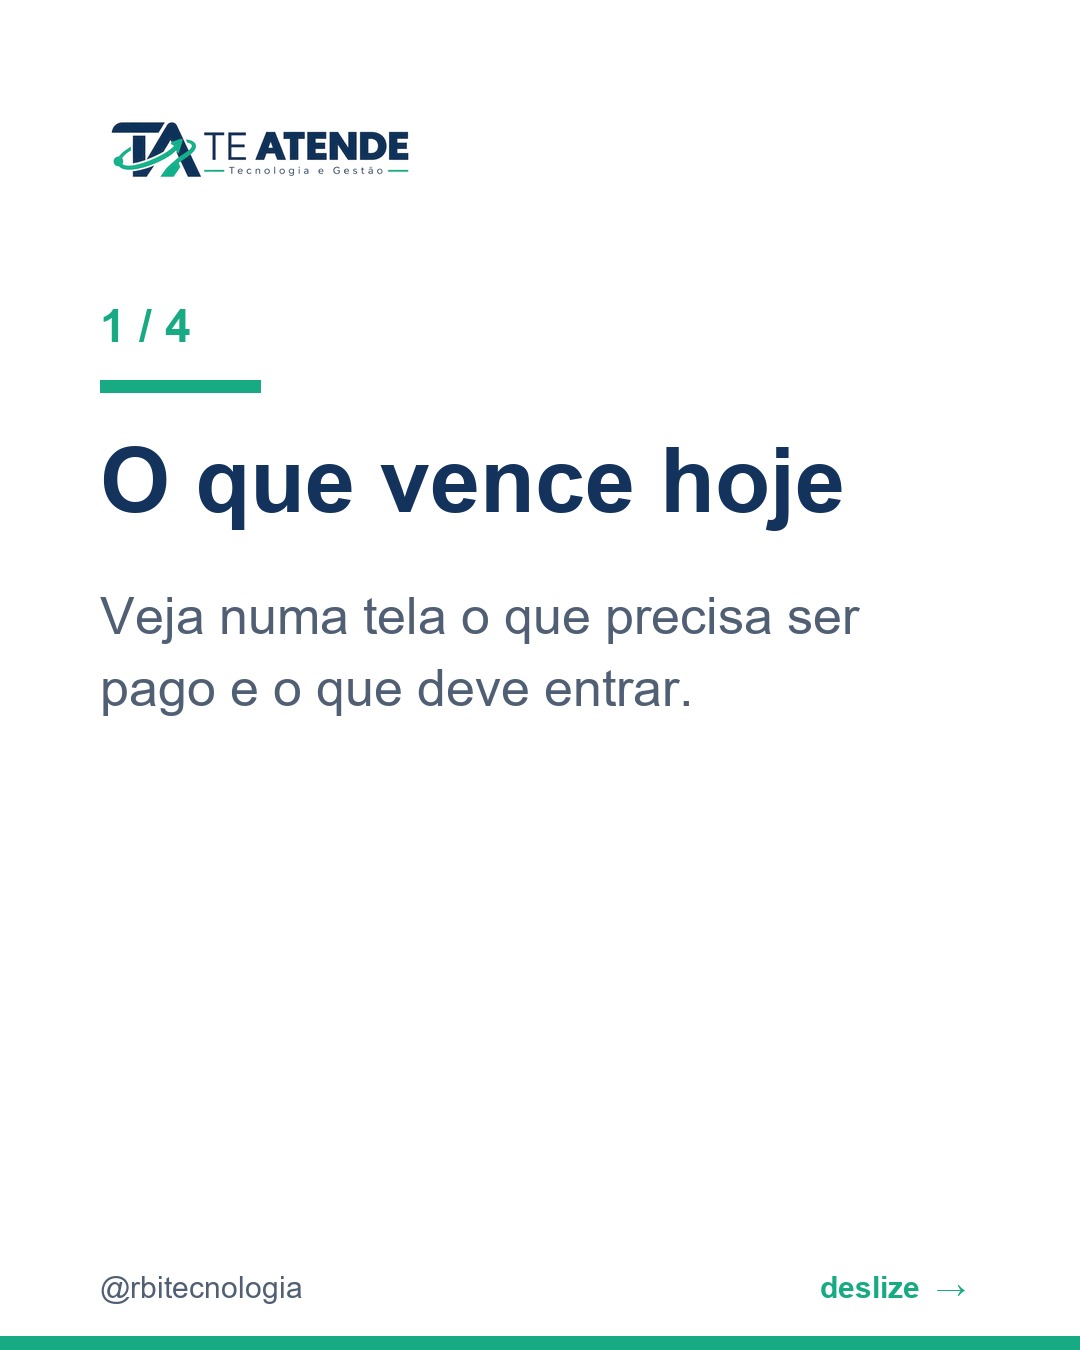 TA TE ATENDE
Tecnologia e Gestão
1 / 4
O que vence hoje
Veja numa tela o que precisa ser
pago e o que deve entrar.
@rbitecnologia
deslize →